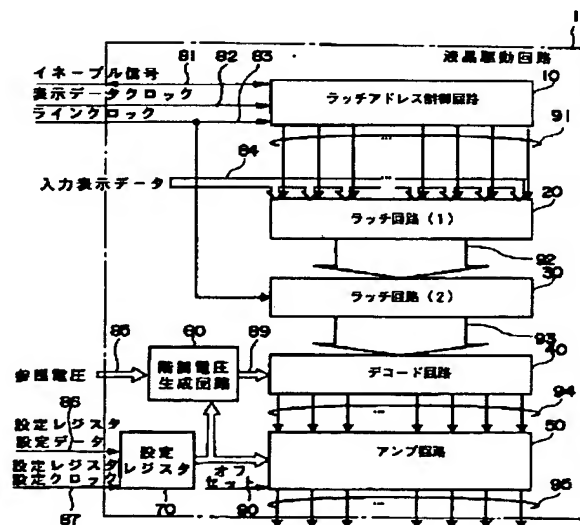 1
液晶駆動回路
81
82
83
イネーブル信号
表示データクロック
ラインクロック
10
ラッチアドレス制御回路
...
91
84
入力表示データ
...
20
ラッチ回路(1)
92
30
ラッチ回路(2)
93
60
85
89
40
参照電圧
階調電圧
生成回路
デコード回路
86
...
94
設定レジスタ
設定データ
50
設定
レジスタ
アンプ回路
設定レジスタ
設定クロック
オフ
セット
87
70
90
...
95